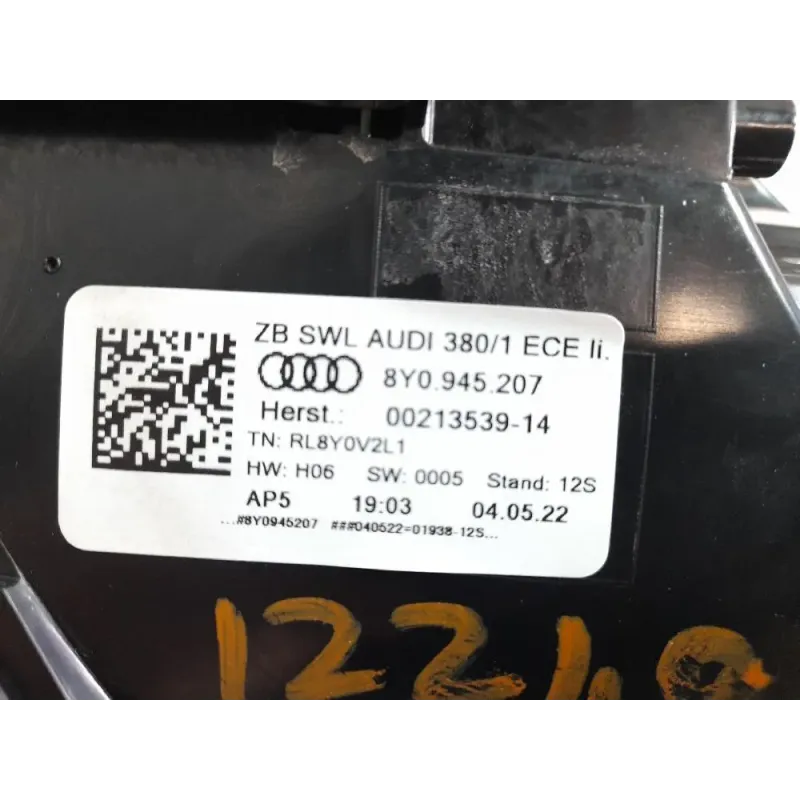 ZB SWL AUDI 380/1 ECE li.
8Y0.945.207
Herst.: 00213539-14
TN: RL8Y0V2L1
HW: H06 SW: 0005 Stand: 12S
AP5 19:03 04.05.22
...#8Y0945207 ###040522=01938-12S...